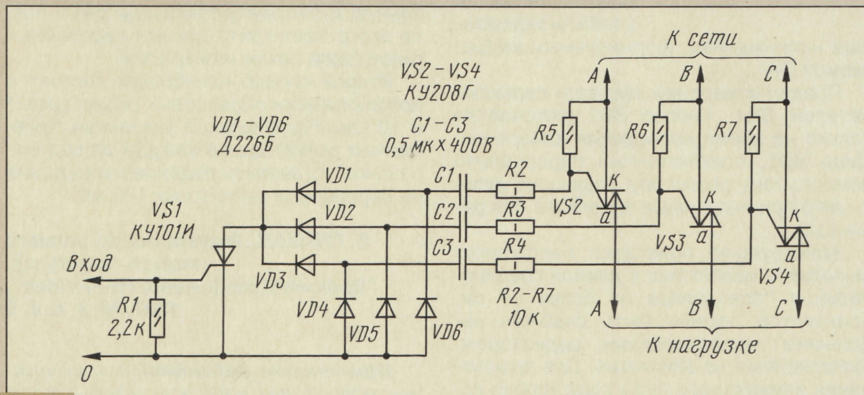 К сети
VS2-VS4
КУ208Г
A
B
C
VD1-VD6
Д226Б
C1-C3
0,5 мк×400В
R5
R6
R7
VD1
C1
R2
к
VS2
VS1
КУ101И
VD2
C2
R3
а
к
Вход
VD3
C3
R4
VS3
а
к
а
VS4
R1
2,2к
VD4
VD5
VD6
R2-R7
10к
A
B
C
К нагрузке
0